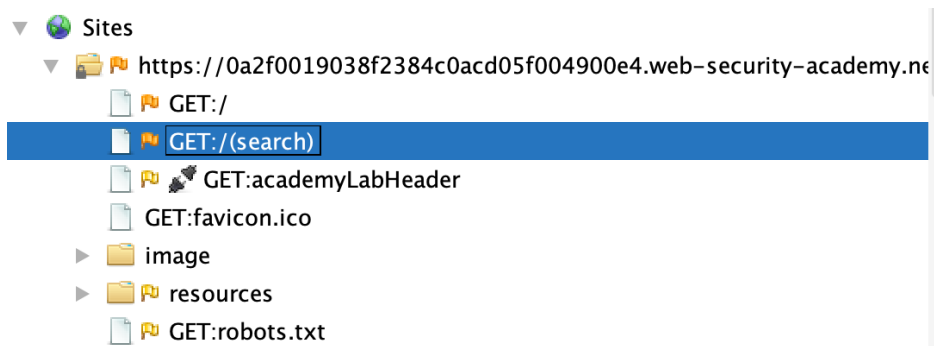 Sites
https://0a2f0019038f2384c0acd05f004900e4.web-security-academy.ne
GET:/
GET:/(search)
GET:academyLabHeader
GET:favicon.ico
image
resources
GET:robots.txt